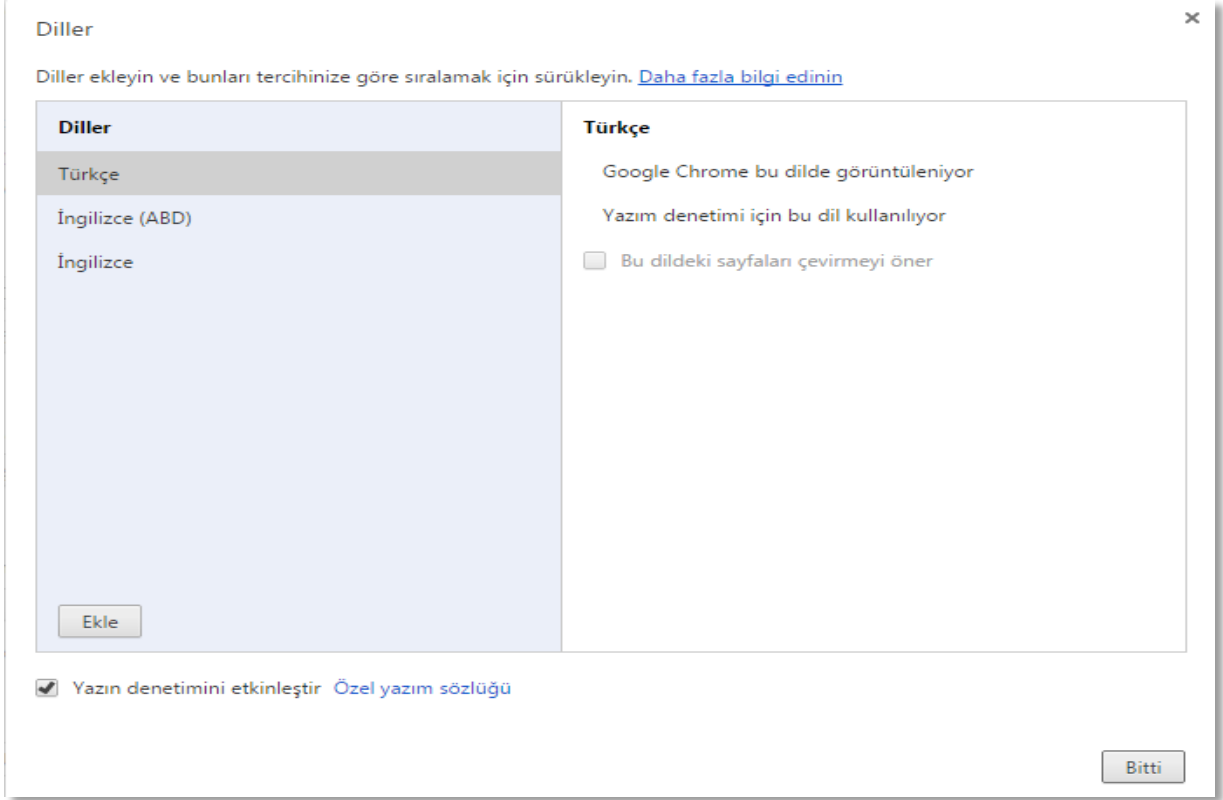 Diller
Diller ekleyin ve bunları tercihinize göre sıralamak için sürükleyin. Daha fazla bilgi edinin
Diller
Türkçe
İngilizce (ABD)
İngilizce
Ekle
Türkçe
Google Chrome bu dilde görüntüleniyor
Yazım denetimi için bu dil kullanılıyor
Bu dildeki sayfaları çevirmeyi öner
Yazın denetimini etkinleştir Özel yazım sözlüğü
Bitti